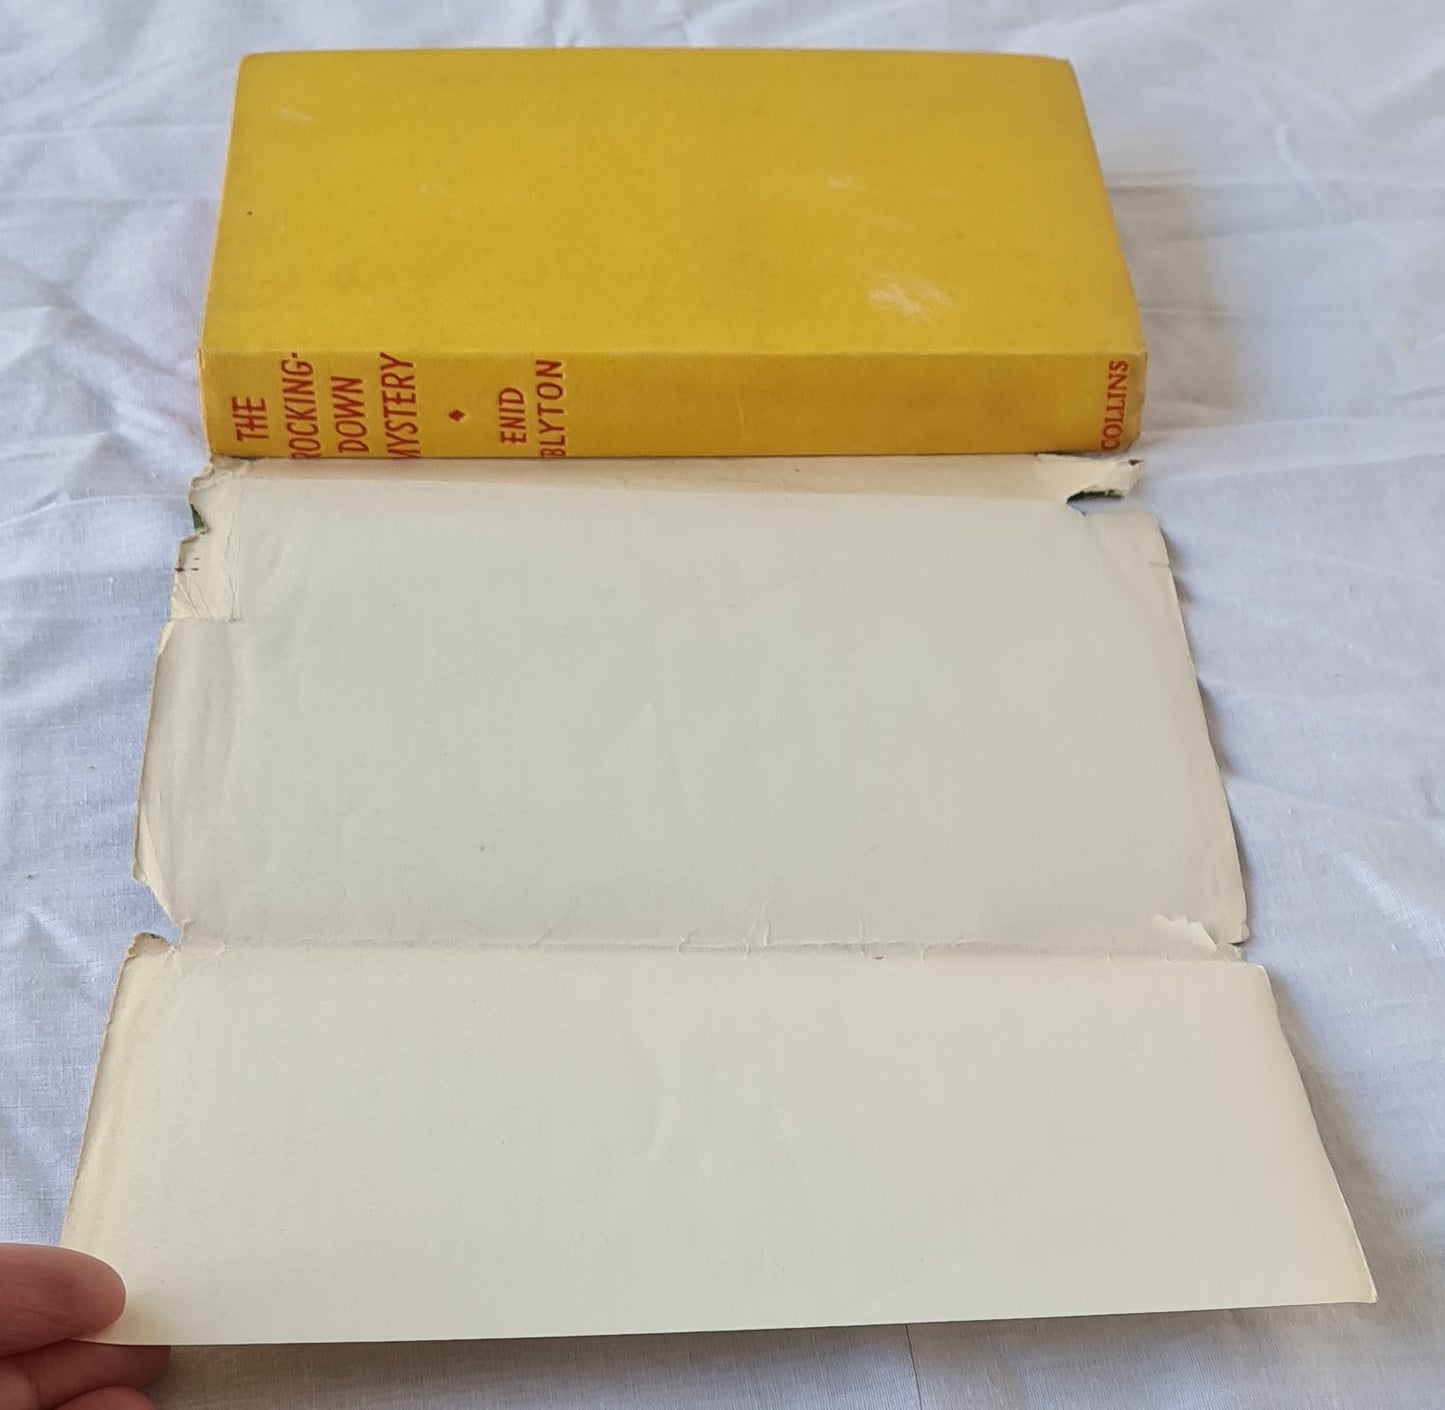 THE
ROCKING-
DOWN
MYSTERY
ENID
BLYTON
COLLINS